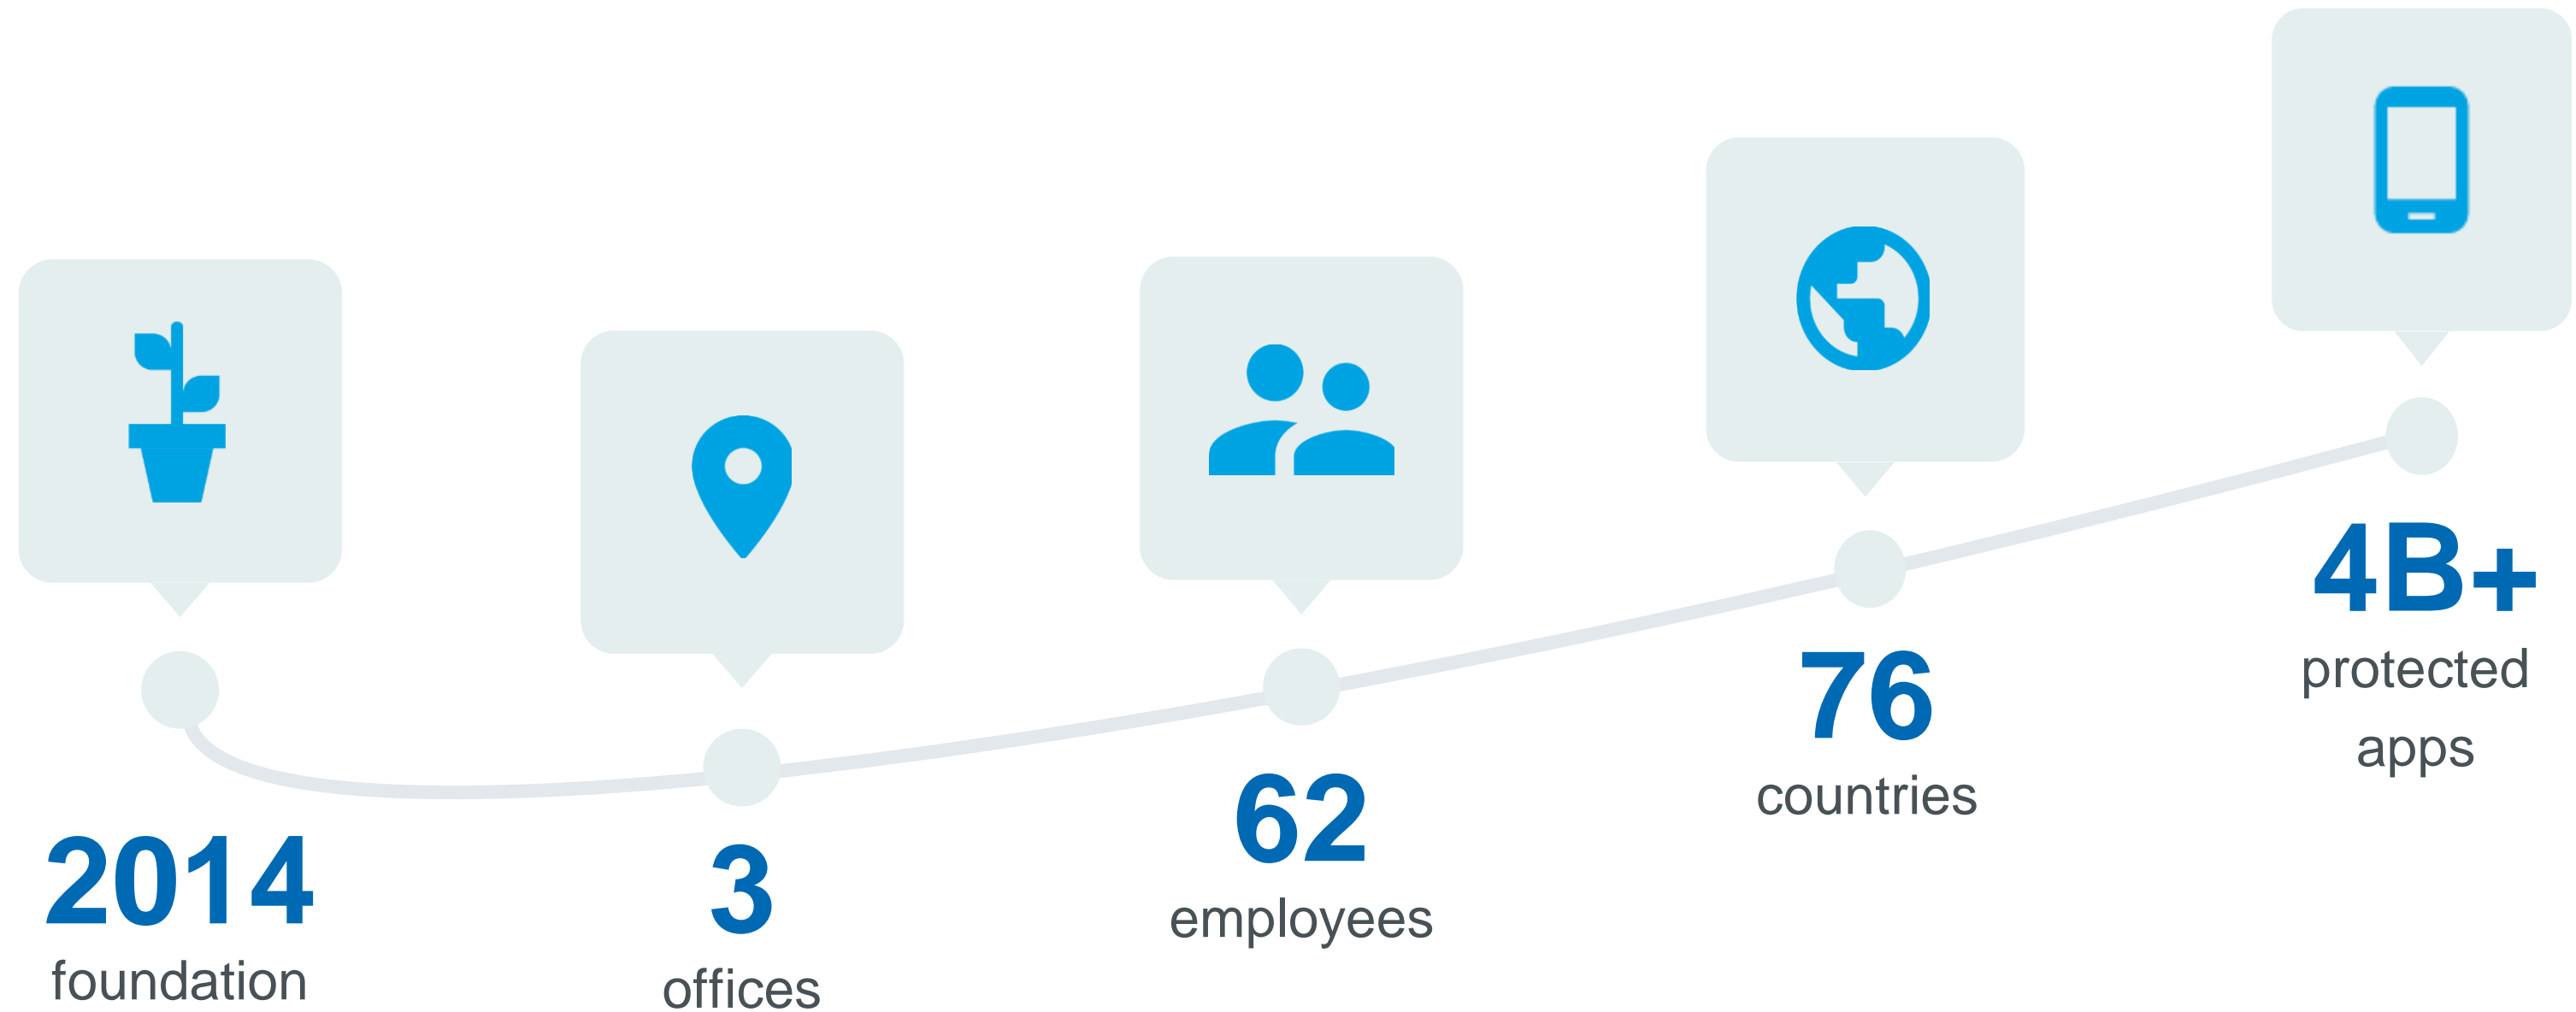 2014
foundation
3
offices
62
employees
76
countries
4B+
protected
apps